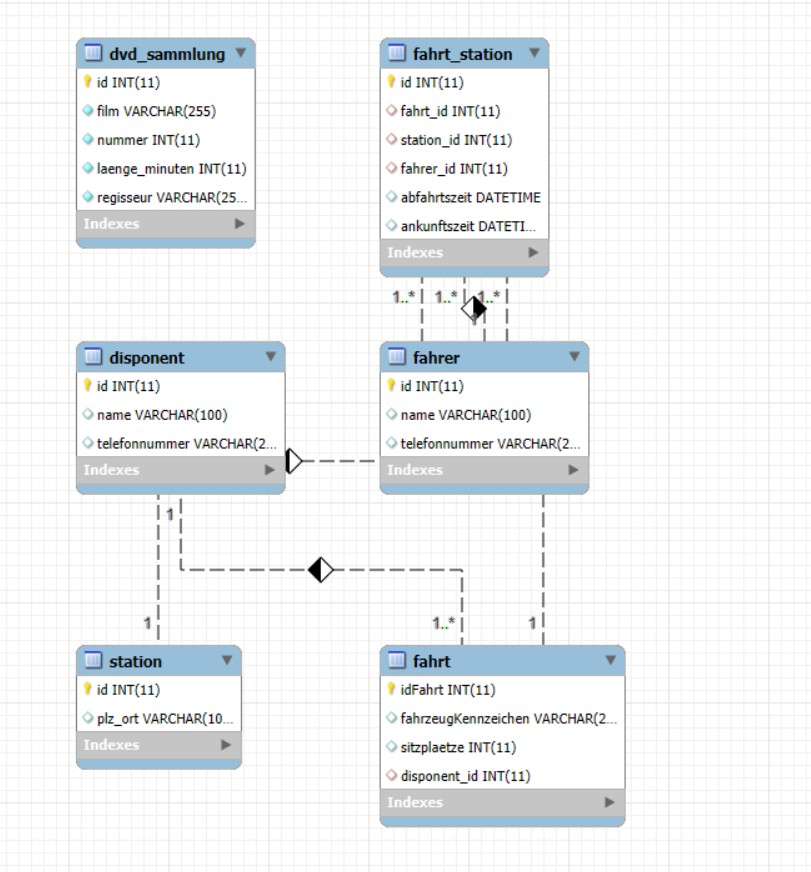 dvd_sammlung
id INT(11)
film VARCHAR(255)
nummer INT(11)
laenge_minuten INT(11)
regisseur VARCHAR(25...
Indexes
fahrt_station
id INT(11)
fahrt_id INT(11)
station_id INT(11)
fahrer_id INT(11)
abfahrtszeit DATETIME
ankunftszeit DATETI...
Indexes
1..* 1..* 1..*
1
disponent
id INT(11)
name VARCHAR(100)
telefonnummer VARCHAR(2...
Indexes
fahrer
id INT(11)
name VARCHAR(100)
telefonnummer VARCHAR(2...
Indexes
1
1
1..*
1
station
id INT(11)
plz_ort VARCHAR(10...
Indexes
fahrt
idFahrt INT(11)
fahrzeugKennzeichen VARCHAR(2...
sitzplaetze INT(11)
disponent_id INT(11)
Indexes